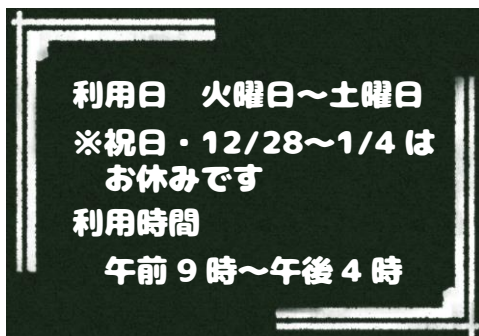 利用日　火曜日～土曜日
※祝日・12/28～1/4は
お休みです
利用時間
午前9時～午後4時